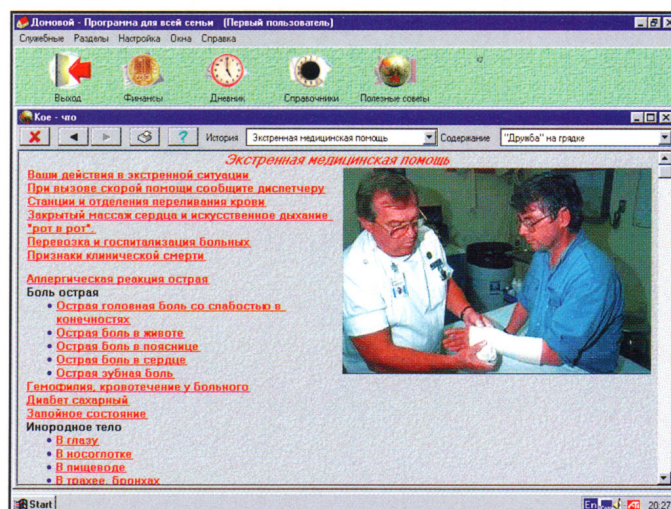 Домовой - Программа для всей семьи (Первый пользователь)
Служебные Разделы Настройка Окна Справка
Выход Финансы Дневник Справочники Полезные советы
Кое - что
История Экстренная медицинская помощь Содержание "Дружба" на грядке
Экстренная медицинская помощь
Ваши действия в экстренной ситуации
При вызове скорой помощи сообщите диспетчеру
Станции и отделения переливания крови
Закрытый массаж сердца и искусственное дыхание
"рот в рот".
Перевозка и госпитализация больных
Признаки клинической смерти
Аллергическая реакция острая
Боль острая
Острая головная боль со слабостью в
конечностях
Острая боль в животе
Острая боль в пояснице
Острая боль в сердце
Острая зубная боль
Гемофилия, кровотечение у больного
Диабет сахарный
Запойное состояние
Инородное тело
В глазу
В носоглотке
В пищеводе
В трахее, бронхах
Start En 20:27